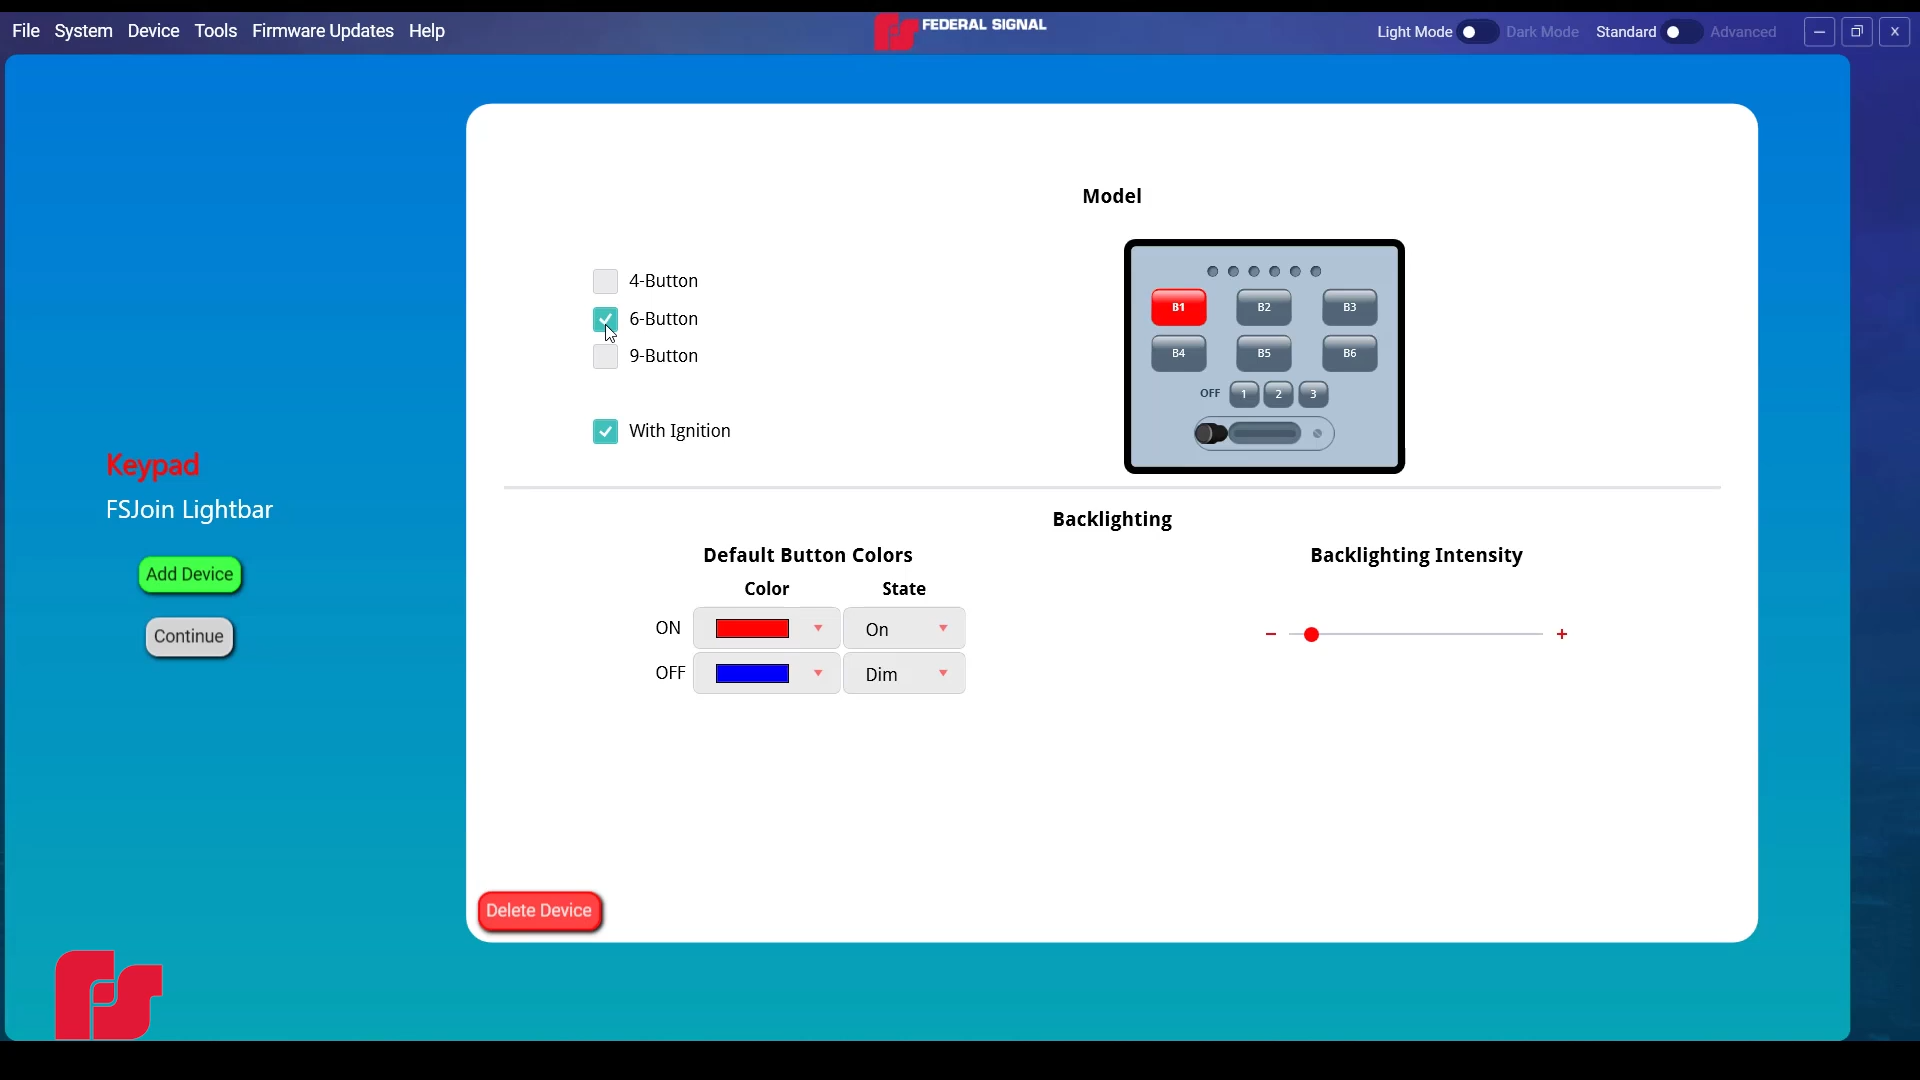 File System Device Tools Firmware Updates Help
FEDERAL SIGNAL
Light Mode Dark Mode Standard Advanced
x
Model
4-Button
6-Button
9-Button
With Ignition
B1 B2 B3
B4 B5 B6
OFF 1 2 3
Keypad
FSJoin Lightbar
Add Device
Continue
Backlighting
Default Button Colors
Color State
ON On
OFF Dim
Backlighting Intensity
− +
Delete Device